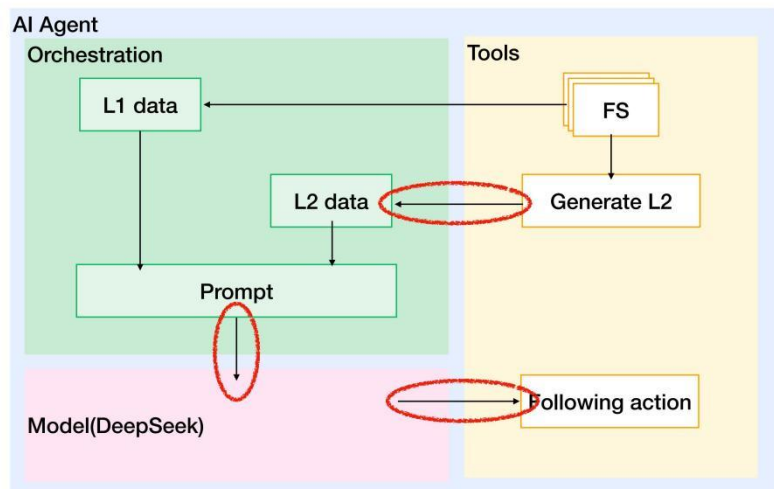 AI Agent
Orchestration
Tools
L1 data
FS
L2 data
Generate L2
Prompt
Model(DeepSeek)
Following action